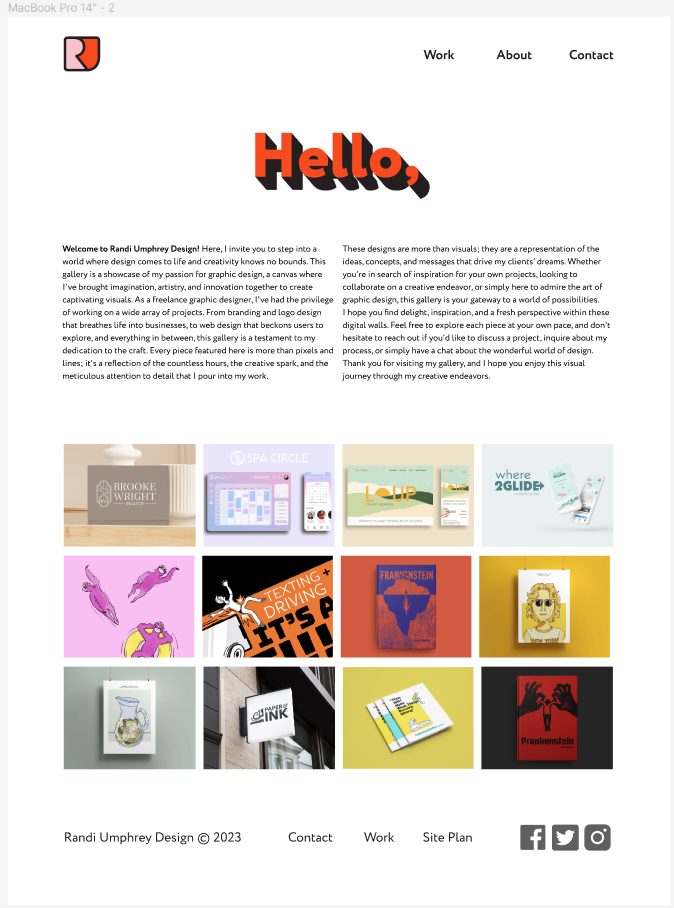 MacBook Pro 14" - 2
Work About Contact
Hello,
Welcome to Randi Umphrey Design! Here, I invite you to step into a
world where design comes to life and creativity knows no bounds. This
gallery is a showcase of my passion for graphic design, a canvas where
I've brought imagination, artistry, and innovation together to create
captivating visuals. As a freelance graphic designer, I've had the privilege
of working on a wide array of projects. From branding and logo design
that breathes life into businesses, to web design that beckons users to
explore, and everything in between, this gallery is a testament to my
dedication to the craft. Every piece featured here is more than pixels and
lines; it's a reflection of the countless hours, the creative spark, and the
meticulous attention to detail that I pour into my work.
These designs are more than visuals; they are a representation of the
ideas, concepts, and messages that drive my clients' dreams. Whether
you're in search of inspiration for your own projects, looking to
collaborate on a creative endeavor, or simply here to admire the art of
graphic design, this gallery is your gateway to a world of possibilities.
I hope you find delight, inspiration, and a fresh perspective within these
digital walls. Feel free to explore each piece at your own pace, and don't
hesitate to reach out if you'd like to discuss a project, inquire about my
process, or simply have a chat about the wonderful world of design.
Thank you for visiting my gallery, and I hope you enjoy this visual
journey through my creative endeavors.
BROOKE
WRIGHT
REALTOR
SPA CIRCLE
LOUP
where
2GLIDE
TEXTING
DRIVING
IT'S A
FRANKENSTEIN
PAPER &
INK
Frankenstein
Randi Umphrey Design © 2023 Contact Work Site Plan